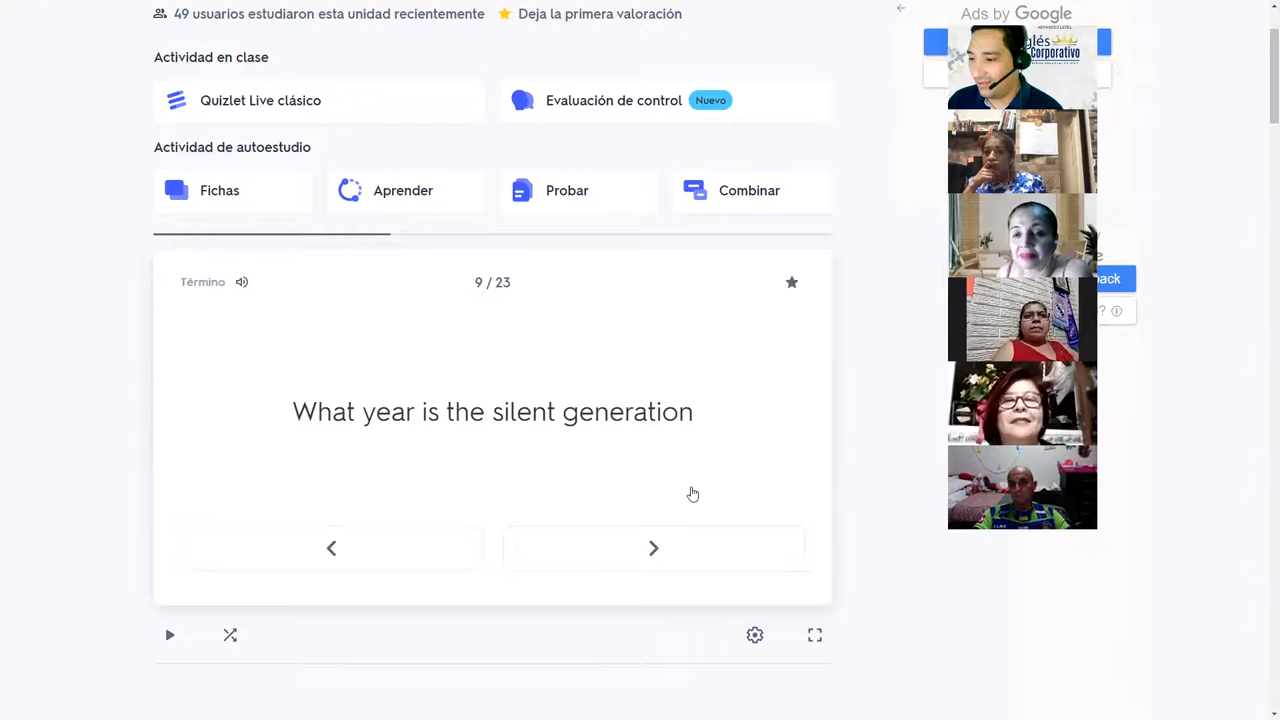 49 usuarios estudiaron esta unidad recientemente
Deja la primera valoración
Ads by Google
Actividad en clase
Quizlet Live clásico
Evaluación de control
Nuevo
Actividad de autoestudio
Fichas
Aprender
Probar
Combinar
Término
9 / 23
What year is the silent generation
glés
Corporativo
back
?